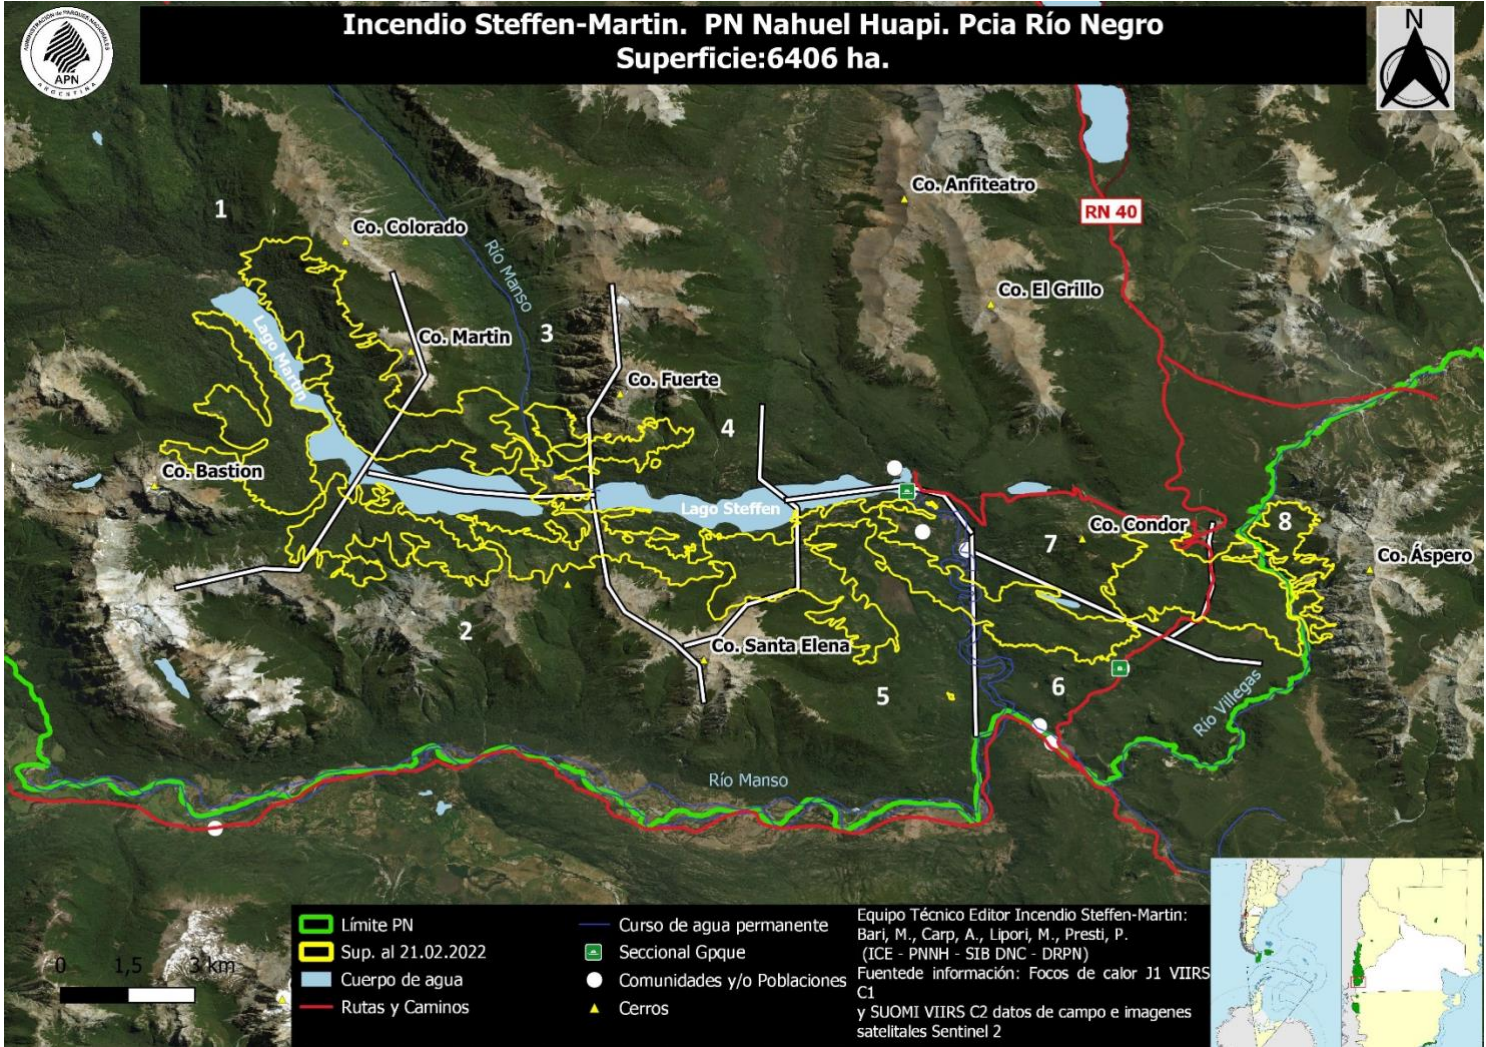 Incendio Steffen-Martin. PN Nahuel Huapi. Pcia Río Negro
Superficie:6406 ha.
ADMINISTRACIÓN de PARQUES NACIONALES
APN
ARGENTINA
N
Co. Anfiteatro
RN 40
1
Co. Colorado
Río Manso
Co. El Grillo
3
Co. Martin
Lago Martin
Co. Fuerte
4
Co. Bastion
Lago Steffen
Co. Condor
7
8
Co. Áspero
2
Co. Santa Elena
5
6
Río Villegas
Río Manso
0 1,5 3 km
Límite PN
Sup. al 21.02.2022
Cuerpo de agua
Rutas y Caminos
Curso de agua permanente
Seccional Gpque
Comunidades y/o Poblaciones
Cerros
Equipo Técnico Editor Incendio Steffen-Martin:
Bari, M., Carp, A., Lipori, M., Presti, P.
(ICE - PNNH - SIB DNC - DRPN)
Fuentede información: Focos de calor J1 VIIRS
C1
y SUOMI VIIRS C2 datos de campo e imagenes
satelitales Sentinel 2